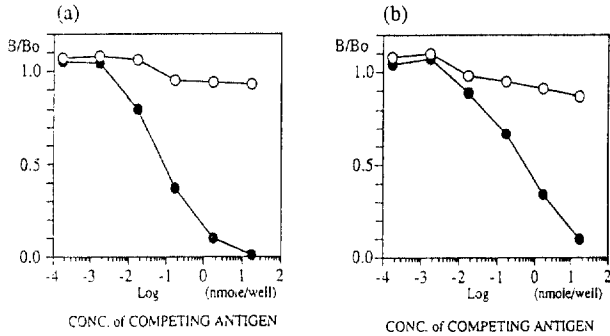 (a)
B/Bo
1.0
0.5
0.0
-4 -3 -2 -1 0 1 2
Log (nmole/well)
CONC. of COMPETING ANTIGEN
(b)
B/Bo
1.0
0.5
0.0
-4 -3 -2 -1 0 1 2
Log (nmole/well)
CONC. of COMPETING ANTIGEN